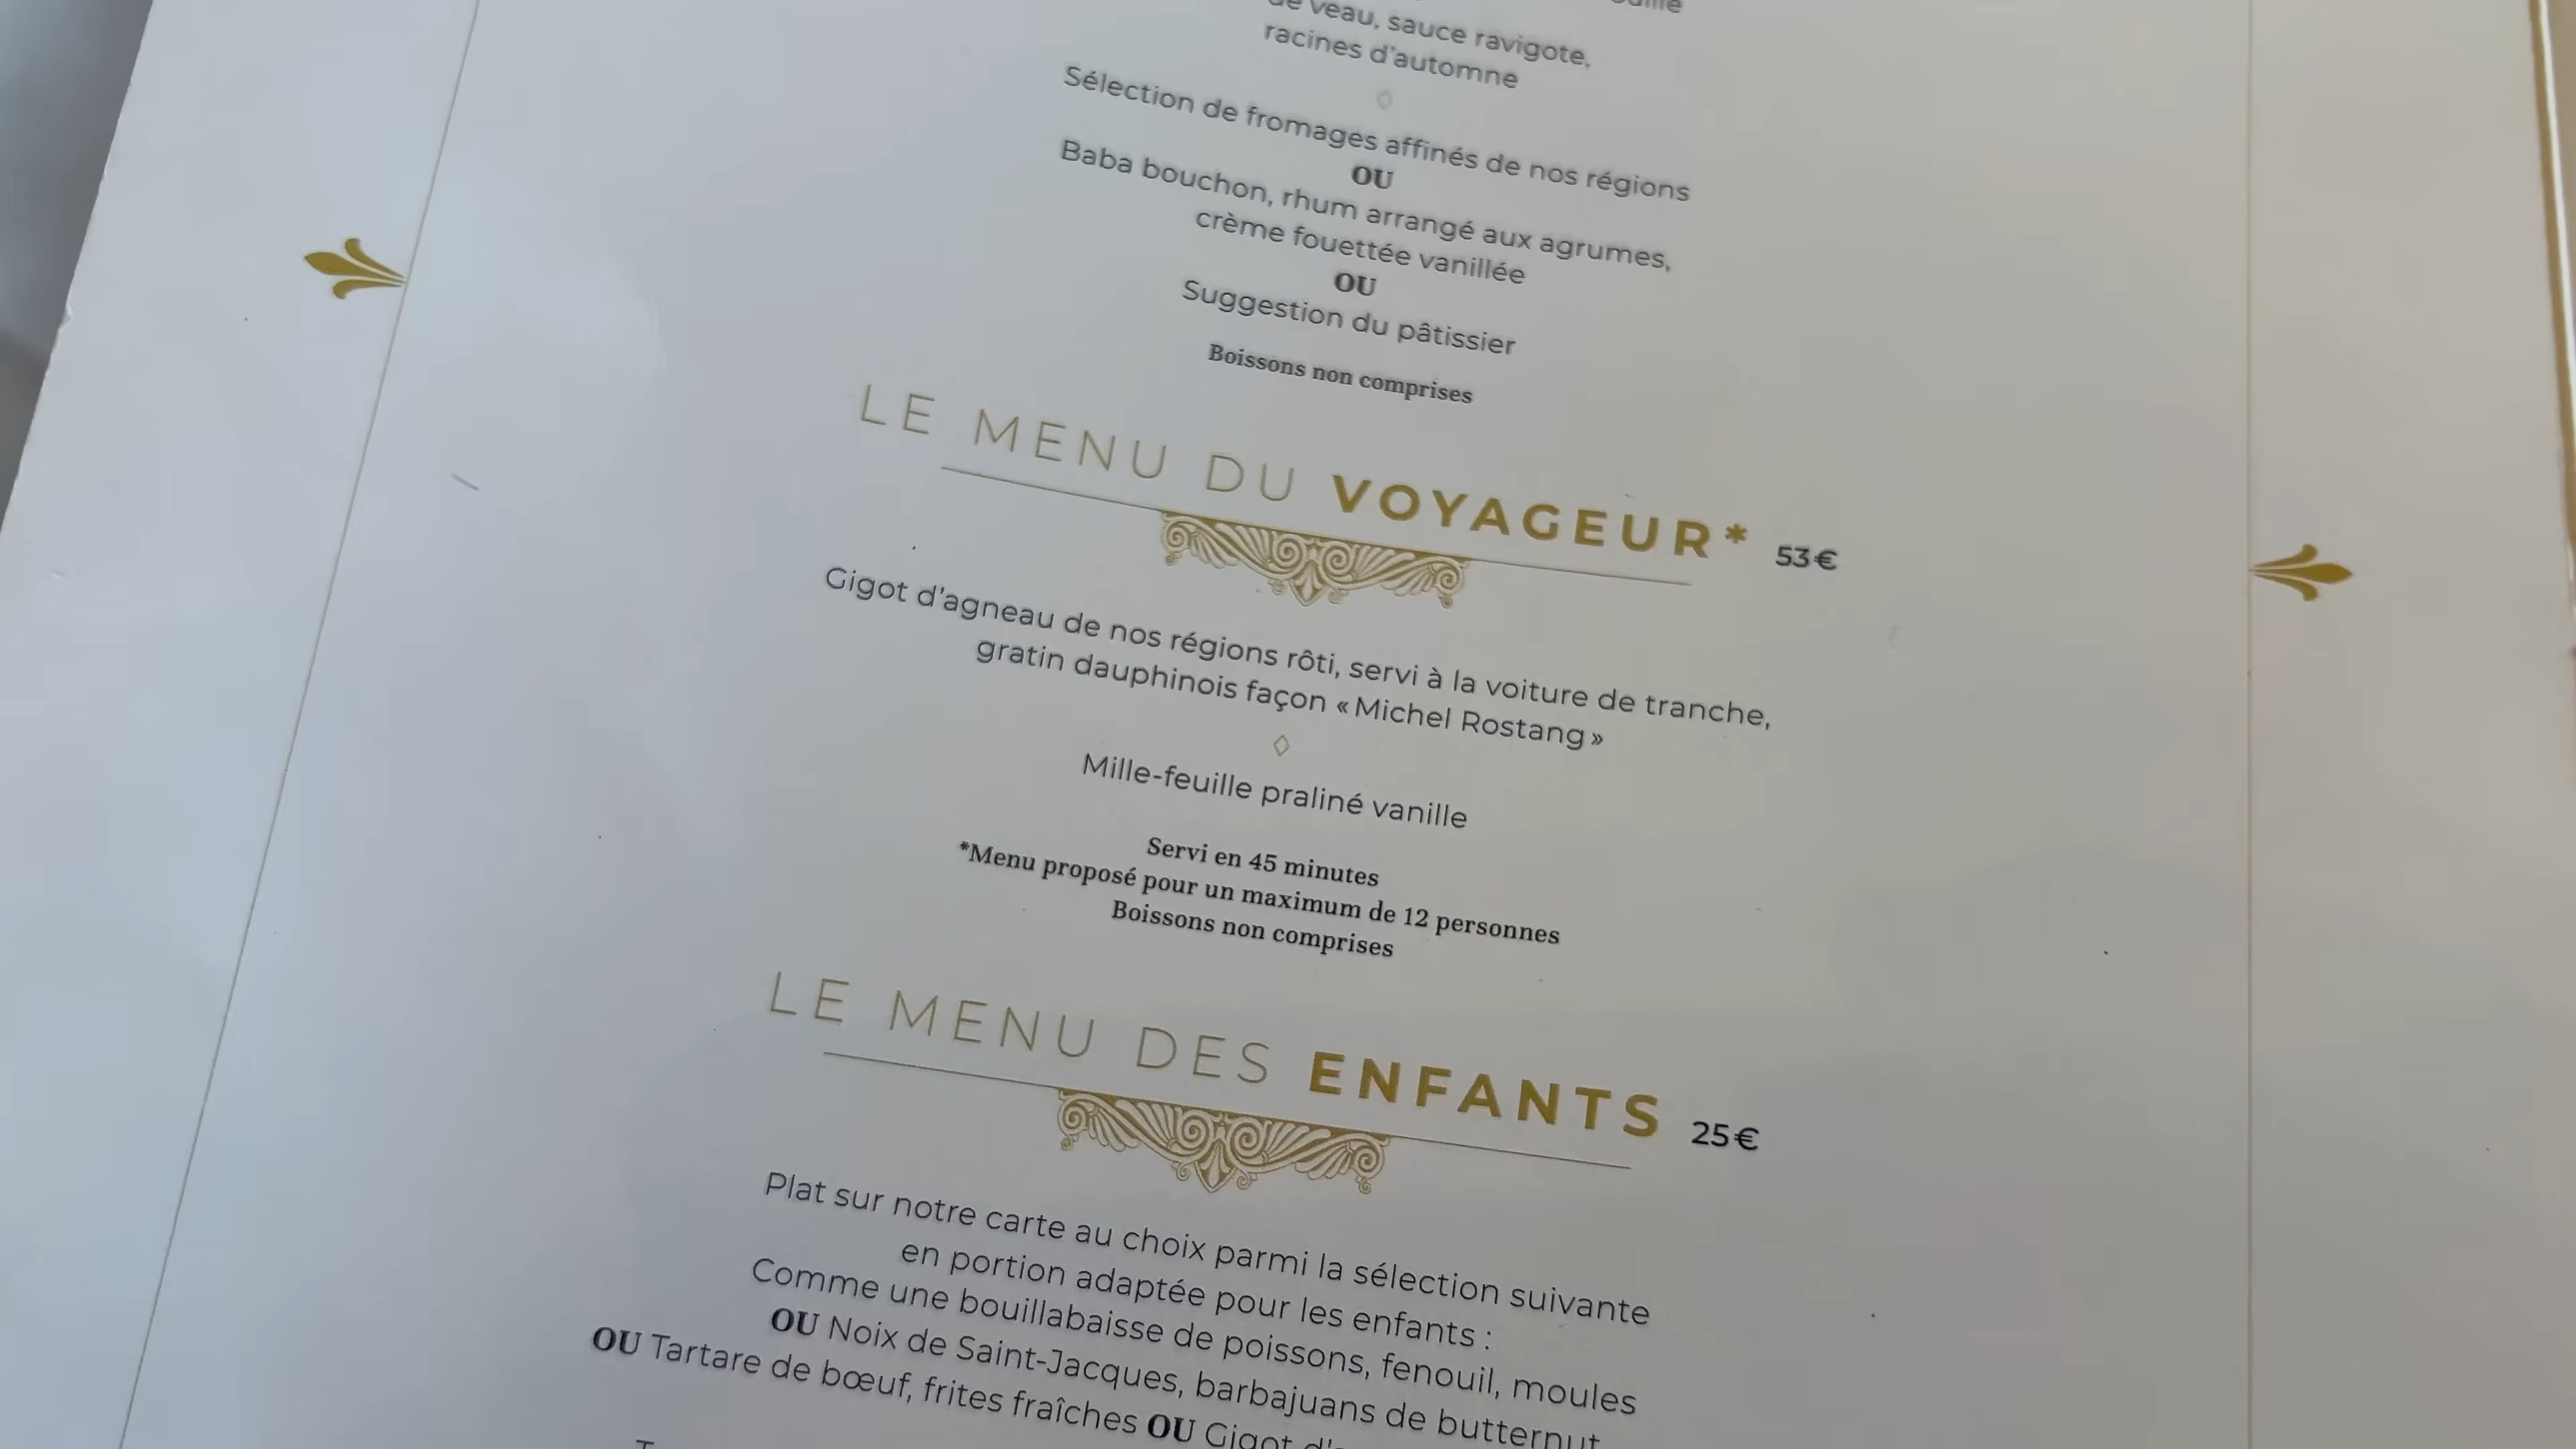 de veau, sauce ravigote,
racines d'automne
Sélection de fromages affinés de nos régions
OU
Baba bouchon, rhum arrangé aux agrumes,
crème fouettée vanillée
OU
Suggestion du pâtissier
Boissons non comprises
LE MENU DU VOYAGEUR* 53€
Gigot d'agneau de nos régions rôti, servi à la voiture de tranche,
gratin dauphinois façon «Michel Rostang»
Mille-feuille praliné vanille
Servi en 45 minutes
*Menu proposé pour un maximum de 12 personnes
Boissons non comprises
LE MENU DES ENFANTS 25€
Plat sur notre carte au choix parmi la sélection suivante
en portion adaptée pour les enfants :
Comme une bouillabaisse de poissons, fenouil, moules
OU Noix de Saint-Jacques, barbajuans de butternut
OU Tartare de bœuf, frites fraîches OU Gigot